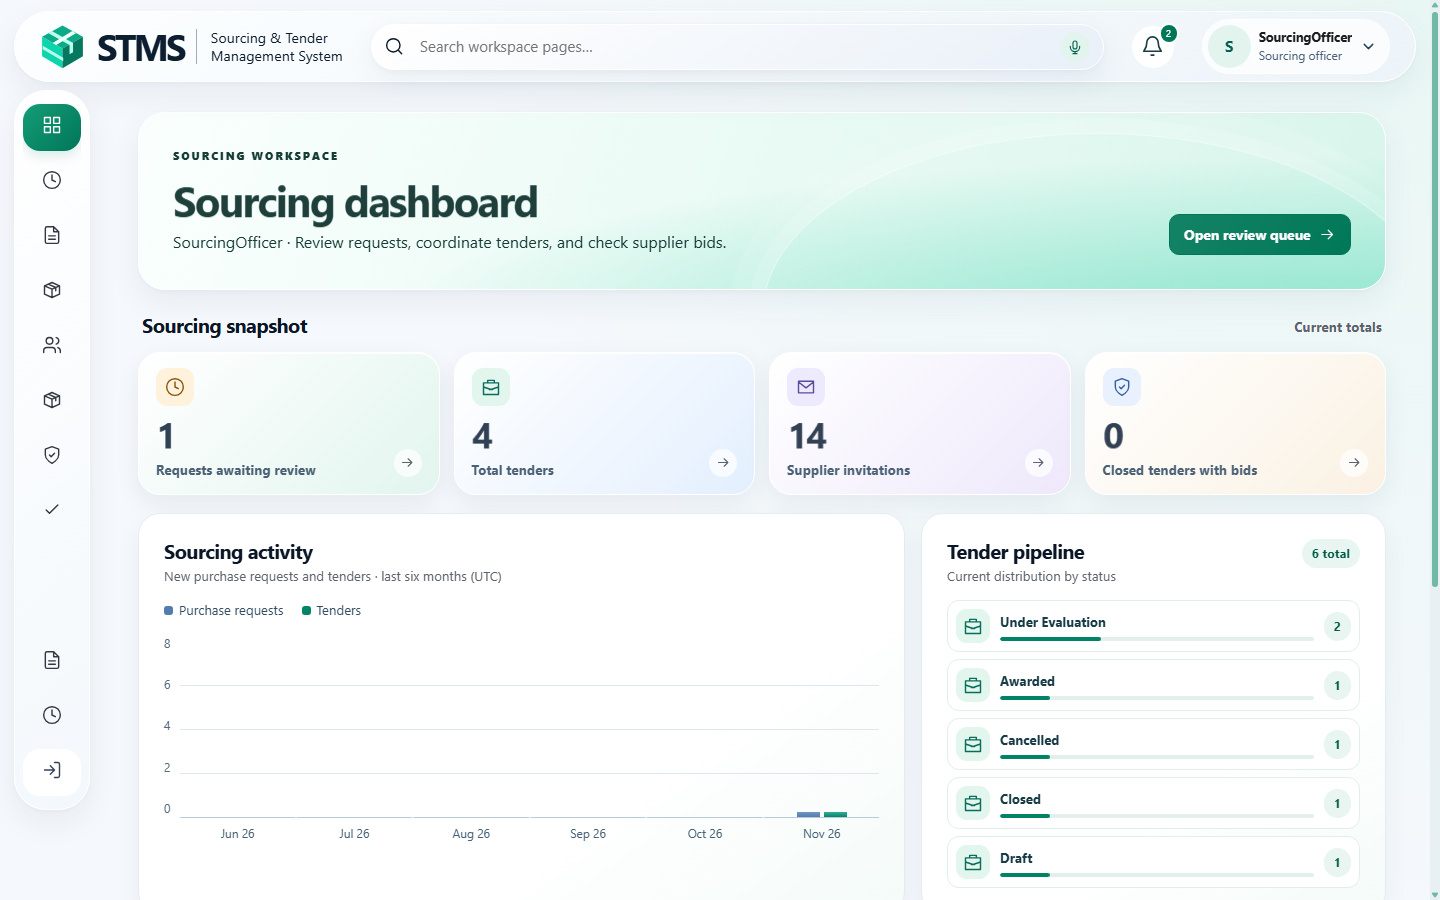 STMS
Sourcing & Tender
Management System
Search workspace pages...
2
S
SourcingOfficer
Sourcing officer
SOURCING WORKSPACE
Sourcing dashboard
SourcingOfficer · Review requests, coordinate tenders, and check supplier bids.
Open review queue
Sourcing snapshot
Current totals
1
Requests awaiting review
4
Total tenders
14
Supplier invitations
0
Closed tenders with bids
Sourcing activity
New purchase requests and tenders · last six months (UTC)
Purchase requests
Tenders
8
6
4
2
0
Jun 26
Jul 26
Aug 26
Sep 26
Oct 26
Nov 26
Tender pipeline
6 total
Current distribution by status
Under Evaluation
2
Awarded
1
Cancelled
1
Closed
1
Draft
1